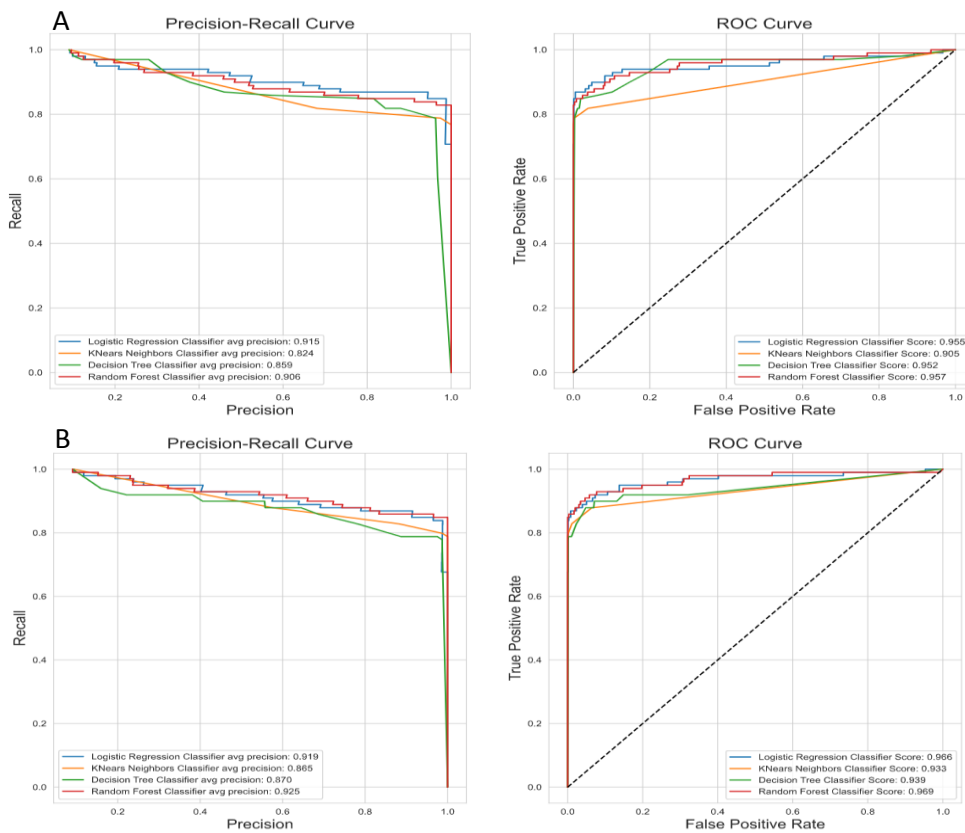 A
Precision-Recall Curve
1.0
0.8
0.6
0.4
0.2
0.0
Recall
Logistic Regression Classifier avg precision: 0.915
KNears Neighbors Classifier avg precision: 0.824
Decision Tree Classifier avg precision: 0.859
Random Forest Classifier avg precision: 0.906
0.2 0.4 0.6 0.8 1.0
Precision
ROC Curve
1.0
0.8
0.6
0.4
0.2
0.0
True Positive Rate
Logistic Regression Classifier Score: 0.955
KNears Neighbors Classifier Score: 0.905
Decision Tree Classifier Score: 0.952
Random Forest Classifier Score: 0.957
0.0 0.2 0.4 0.6 0.8 1.0
False Positive Rate
B
Precision-Recall Curve
1.0
0.8
0.6
0.4
0.2
0.0
Recall
Logistic Regression Classifier avg precision: 0.919
KNears Neighbors Classifier avg precision: 0.865
Decision Tree Classifier avg precision: 0.870
Random Forest Classifier avg precision: 0.925
0.2 0.4 0.6 0.8 1.0
Precision
ROC Curve
1.0
0.8
0.6
0.4
0.2
0.0
True Positive Rate
Logistic Regression Classifier Score: 0.966
KNears Neighbors Classifier Score: 0.933
Decision Tree Classifier Score: 0.939
Random Forest Classifier Score: 0.969
0.0 0.2 0.4 0.6 0.8 1.0
False Positive Rate